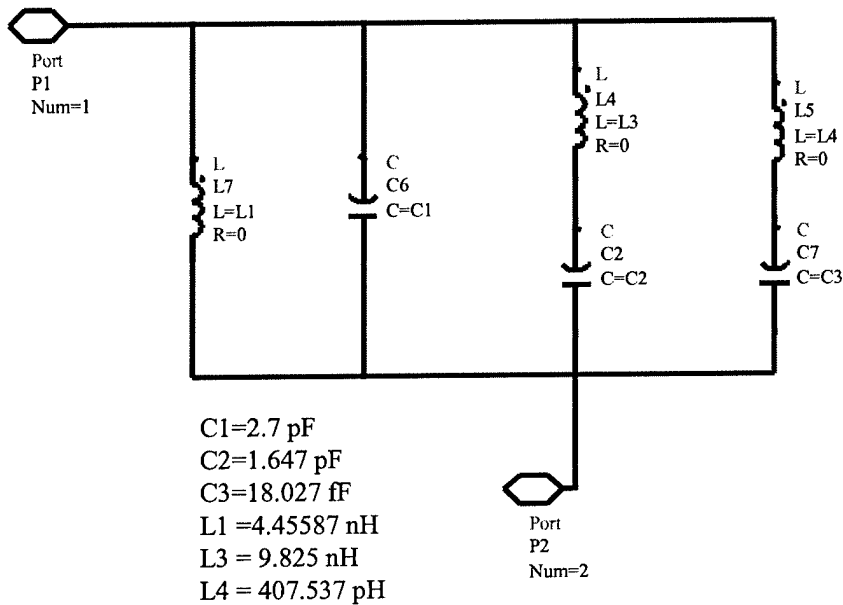 Port
P1
Num=1
L
L7
L=L1
R=0
C
C6
C=C1
L
L4
L=L3
R=0
C
C2
C=C2
L
L5
L=L4
R=0
C
C7
C=C3
C1=2.7 pF
C2=1.647 pF
C3=18.027 fF
L1 =4.45587 nH
L3 = 9.825 nH
L4 = 407.537 pH
Port
P2
Num=2